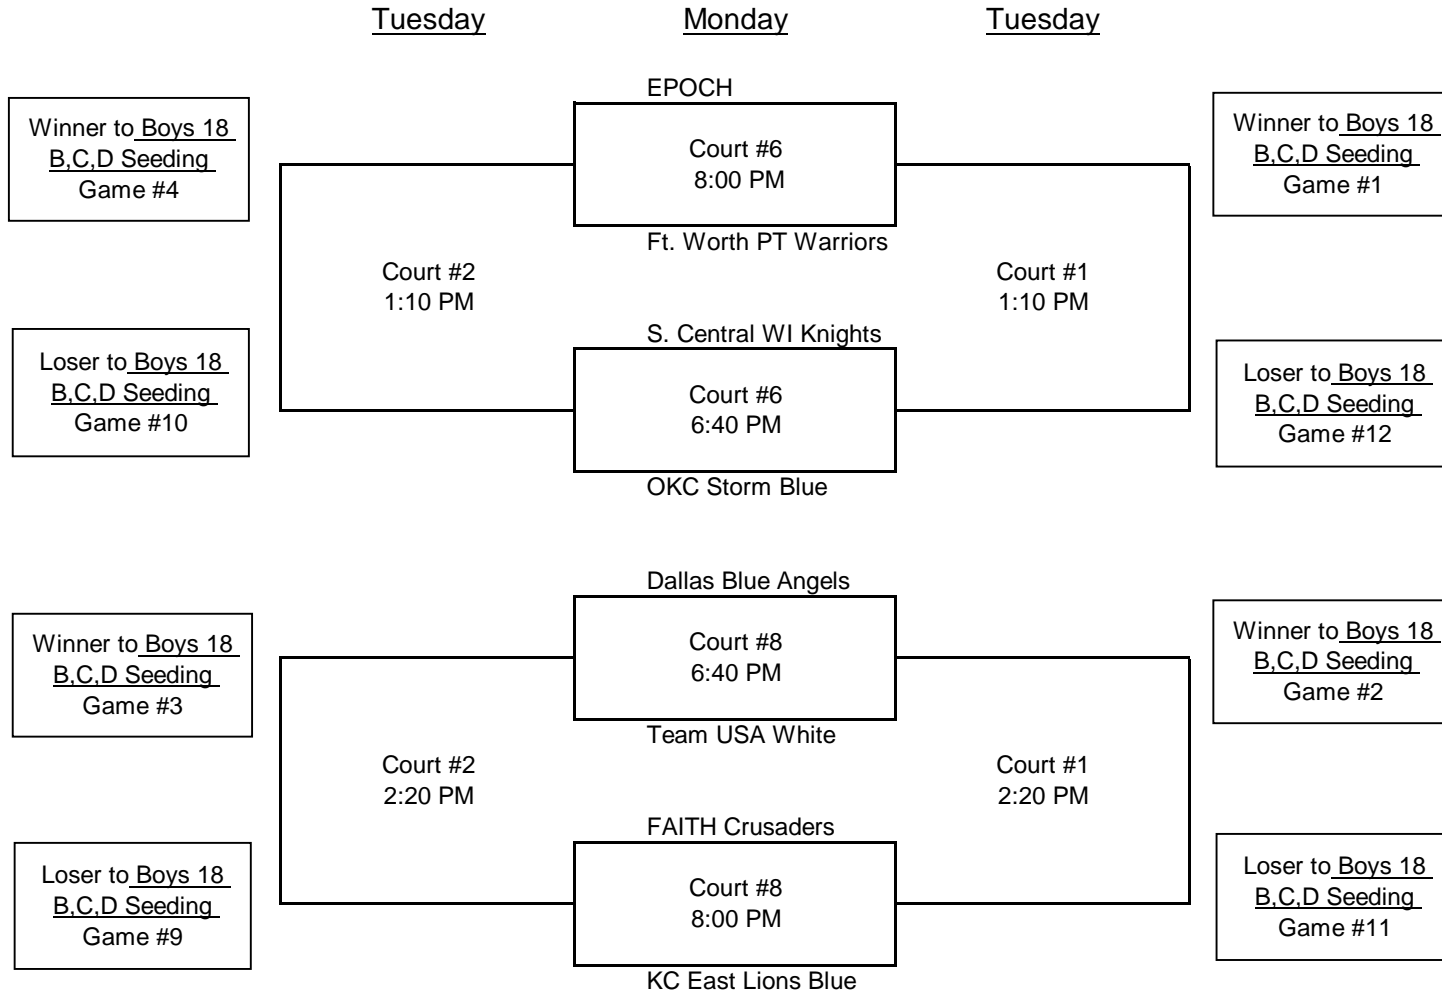 Tuesday
Monday
Tuesday
EPOCH
Winner to Boys 18
B,C,D Seeding
Game #4
Court #6
8:00 PM
Winner to Boys 18
B,C,D Seeding
Game #1
Ft. Worth PT Warriors
Court #2
1:10 PM
Court #1
1:10 PM
S. Central WI Knights
Loser to Boys 18
B,C,D Seeding
Game #10
Court #6
6:40 PM
Loser to Boys 18
B,C,D Seeding
Game #12
OKC Storm Blue
Dallas Blue Angels
Winner to Boys 18
B,C,D Seeding
Game #3
Court #8
6:40 PM
Winner to Boys 18
B,C,D Seeding
Game #2
Team USA White
Court #2
2:20 PM
Court #1
2:20 PM
FAITH Crusaders
Loser to Boys 18
B,C,D Seeding
Game #9
Court #8
8:00 PM
Loser to Boys 18
B,C,D Seeding
Game #11
KC East Lions Blue